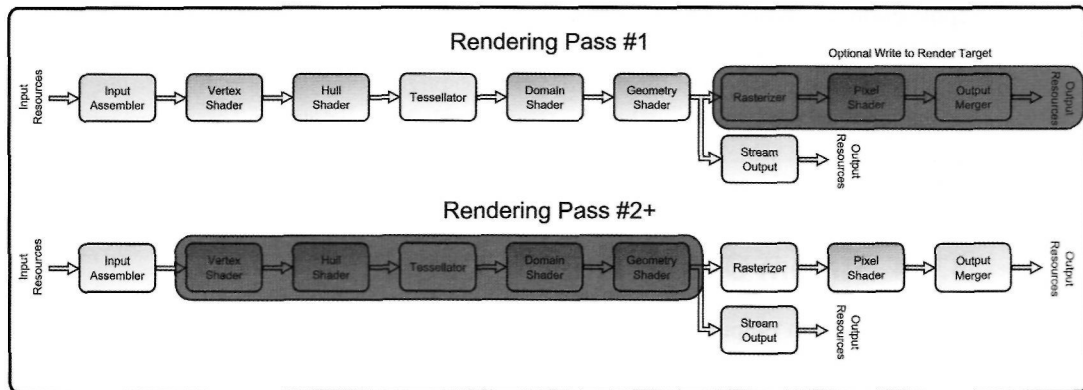 Rendering Pass #1
Optional Write to Render Target
Input
Resources
Input
Assembler
Vertex
Shader
Hull
Shader
Tessellator
Domain
Shader
Geometry
Shader
Rasterizer
Pixel
Shader
Output
Merger
Output
Resources
Stream
Output
Output
Resources
Rendering Pass #2+
Input
Resources
Input
Assembler
Vertex
Shader
Hull
Shader
Tessellator
Domain
Shader
Geometry
Shader
Rasterizer
Pixel
Shader
Output
Merger
Output
Resources
Stream
Output
Output
Resources